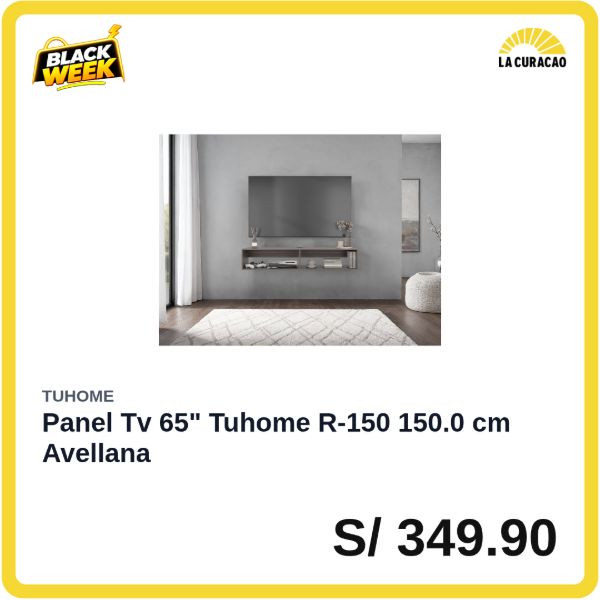 BLACK
WEEK
LA CURACAO
TUHOME
Panel Tv 65" Tuhome R-150 150.0 cm
Avellana
S/ 349.90